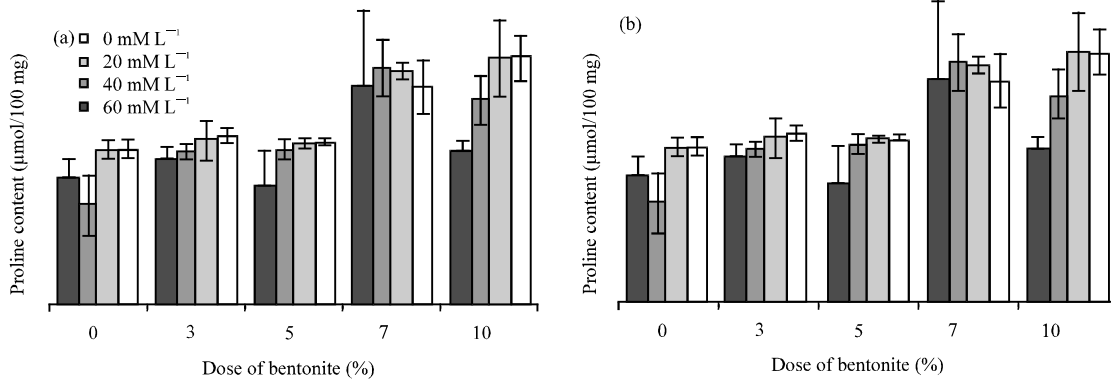 (a)
0 mM L⁻¹
20 mM L⁻¹
40 mM L⁻¹
60 mM L⁻¹
Proline content (µmol/100 mg)
0 3 5 7 10
Dose of bentonite (%)
(b)
Proline content (µmol/100 mg)
0 3 5 7 10
Dose of bentonite (%)